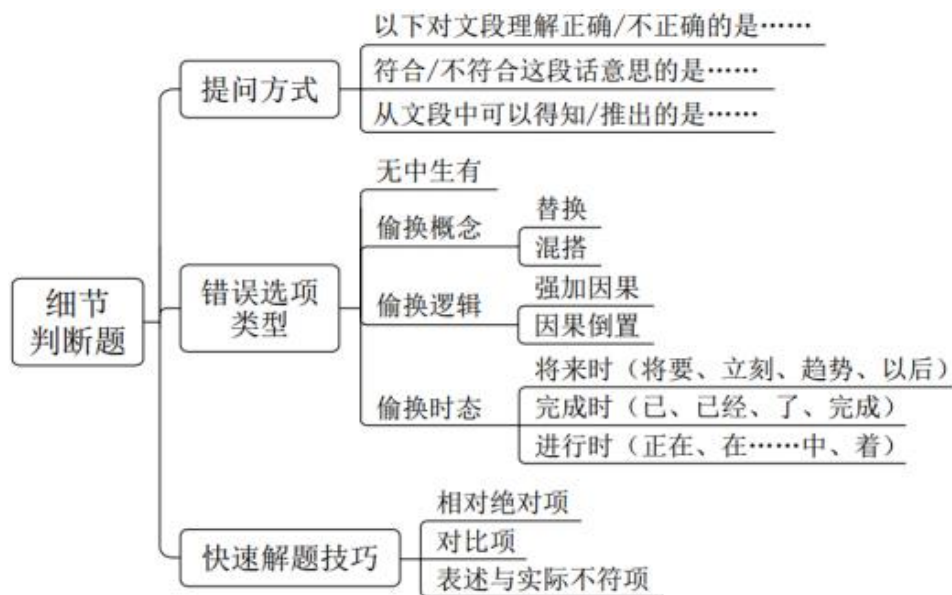 细节
判断题
提问方式
以下对文段理解正确/不正确的是……
符合/不符合这段话意思的是……
从文段中可以得知/推出的是……
错误选项
类型
无中生有
偷换概念
替换
混搭
偷换逻辑
强加因果
因果倒置
偷换时态
将来时（将要、立刻、趋势、以后）
完成时（已、已经、了、完成）
进行时（正在、在……中、着）
快速解题技巧
相对绝对项
对比项
表述与实际不符项